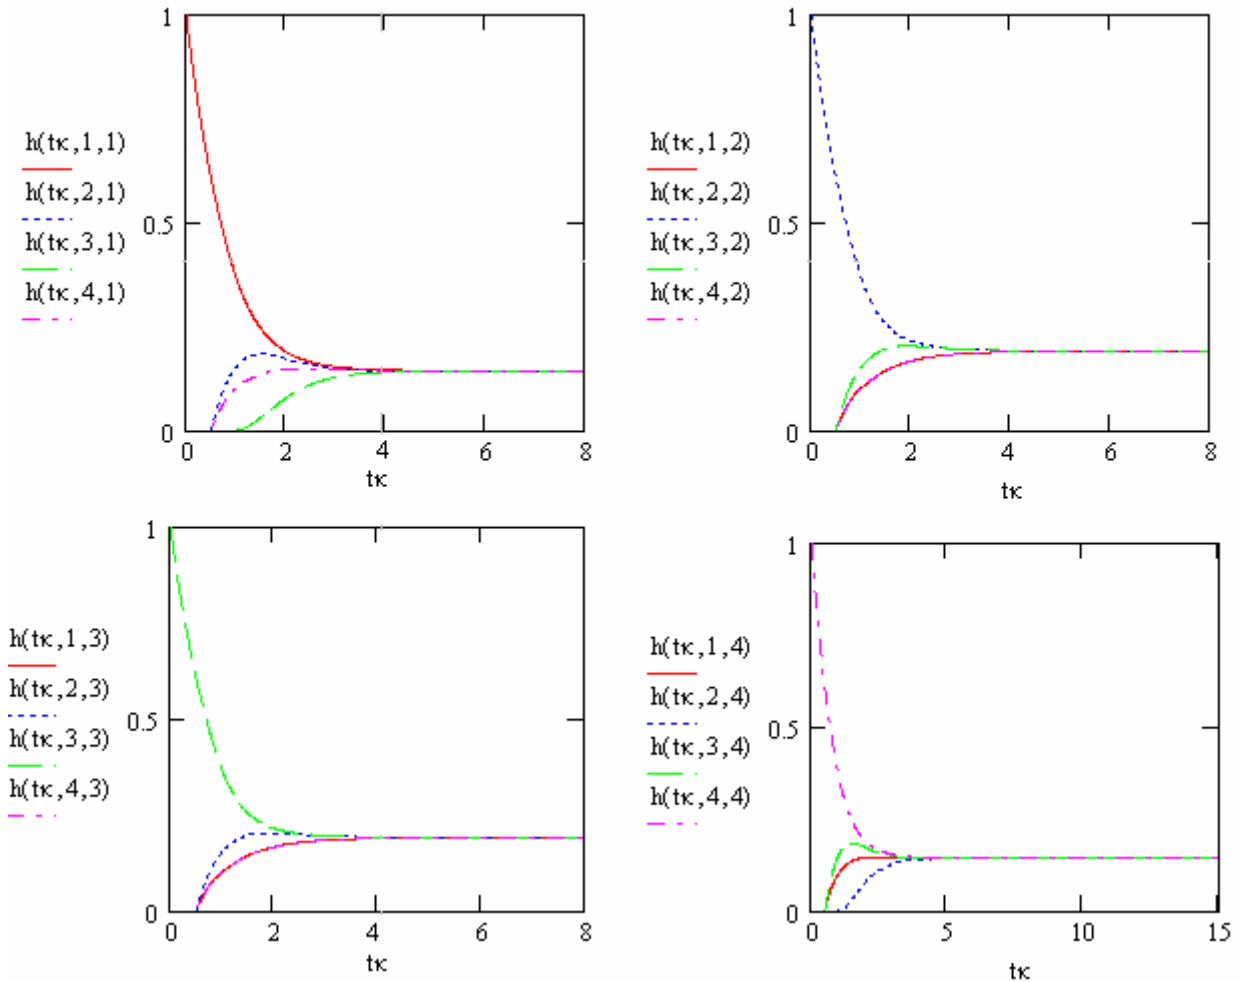 1
h(tκ,1,1)
h(tκ,2,1)
h(tκ,3,1)
h(tκ,4,1)
0.5
0
0
2
4
6
8
tκ
1
h(tκ,1,2)
h(tκ,2,2)
h(tκ,3,2)
h(tκ,4,2)
0.5
0
0
2
4
6
8
tκ
1
h(tκ,1,3)
h(tκ,2,3)
h(tκ,3,3)
h(tκ,4,3)
0.5
0
0
2
4
6
8
tκ
1
h(tκ,1,4)
h(tκ,2,4)
h(tκ,3,4)
h(tκ,4,4)
0.5
0
0
5
10
15
tκ